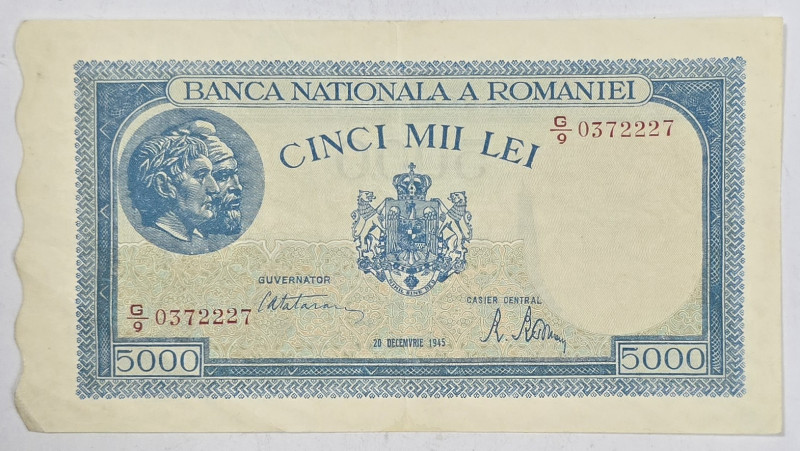 BANCA NATIONALA A ROMANIEI
CINCI MII LEI
G/9 0372227
GUVERNATOR
CASIER CENTRAL
G/9 0372227
20 DECEMVRIE 1945
5000
5000